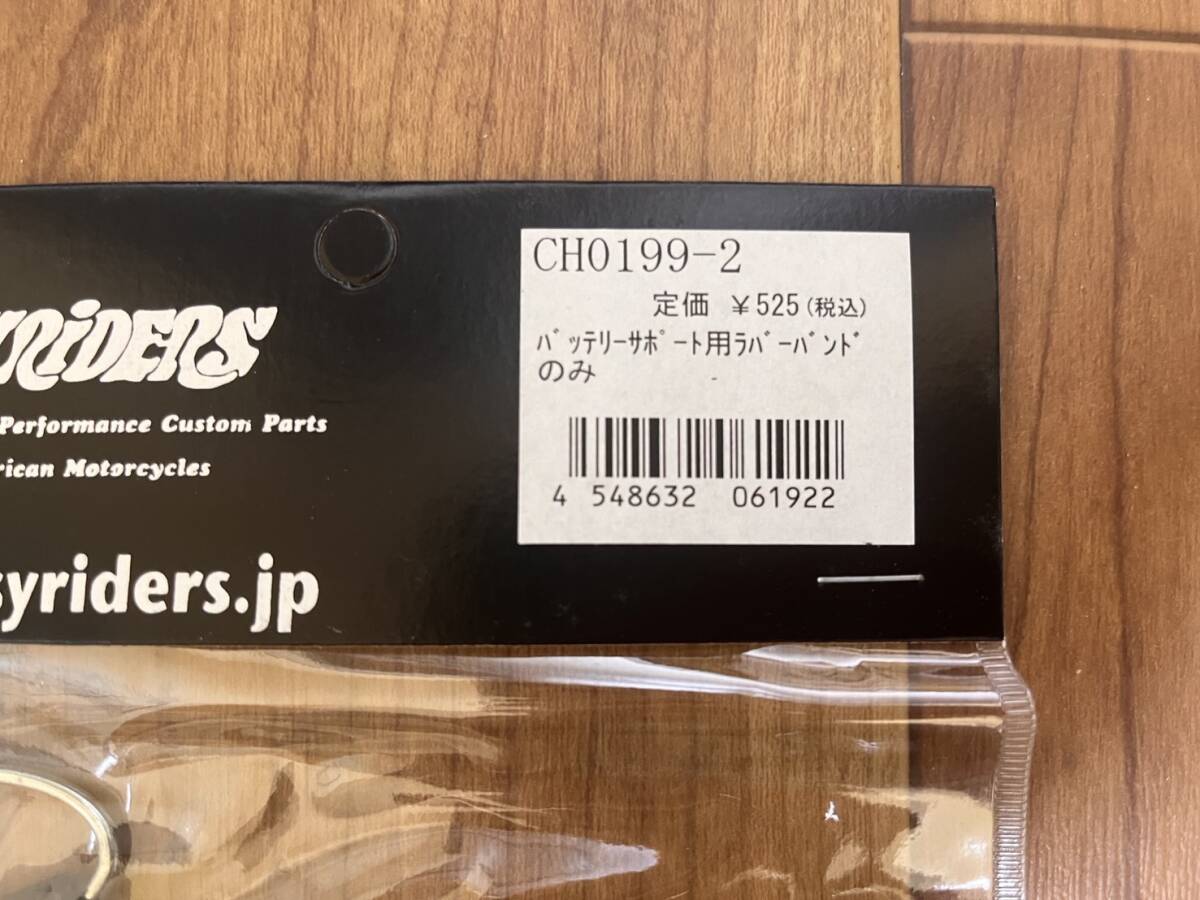 RiDERS
Performance Custom Parts
rican Motorcycles
syriders.jp
CH0199-2
定価 ¥525(税込)
ﾊﾞｯﾃﾘｰｻﾎﾟｰﾄ用ﾗﾊﾞｰﾊﾞﾝﾄﾞ
のみ
4 548632 061922